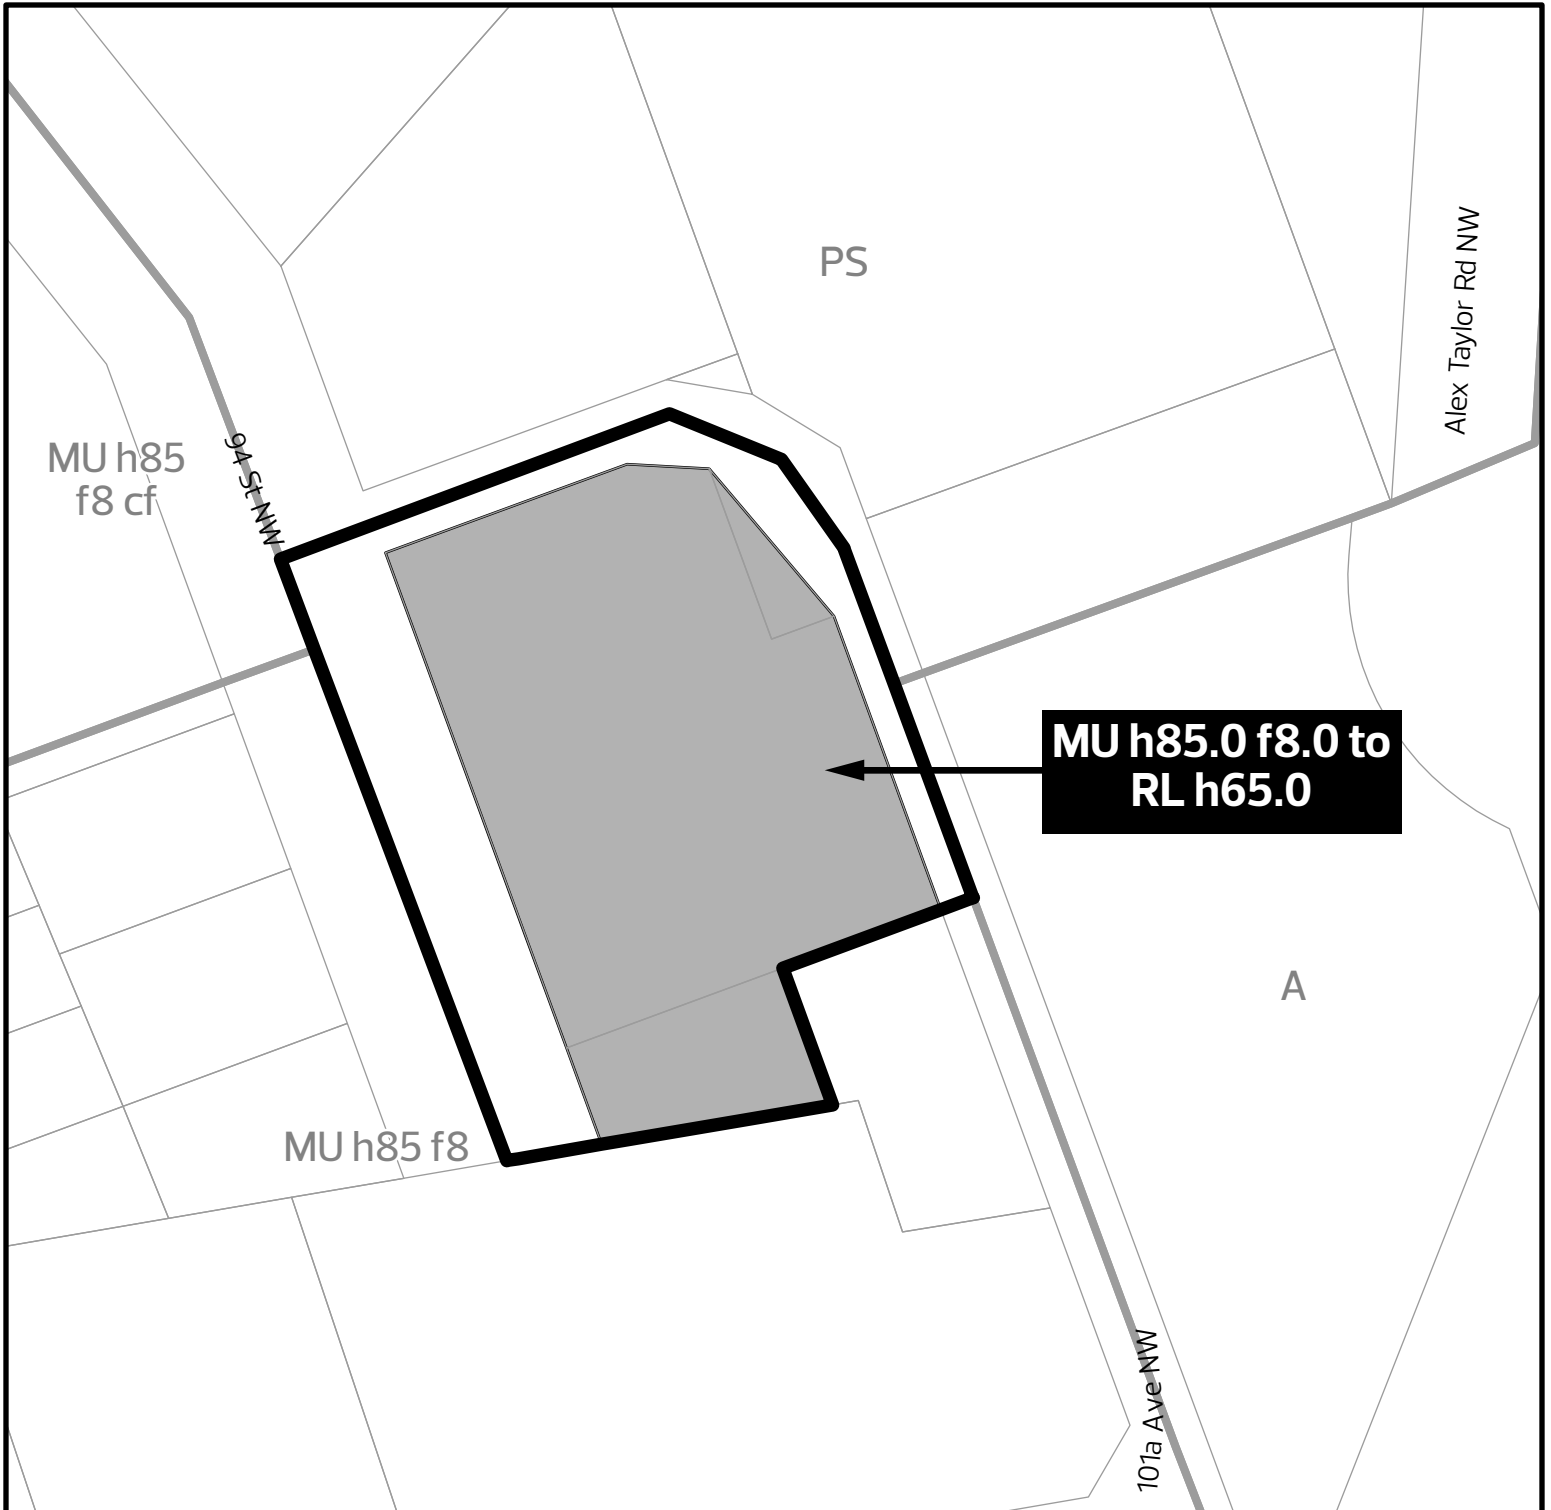 PS
Alex Taylor Rd NW
MU h85
f8 cf
94 St NW
MU h85.0 f8.0 to
RL h65.0
A
MU h85 f8
101a Ave NW